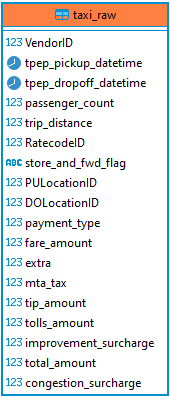 taxi_raw
123 VendorID
tpep_pickup_datetime
tpep_dropoff_datetime
123 passenger_count
123 trip_distance
123 RatecodeID
ABC store_and_fwd_flag
123 PULocationID
123 DOLocationID
123 payment_type
123 fare_amount
123 extra
123 mta_tax
123 tip_amount
123 tolls_amount
123 improvement_surcharge
123 total_amount
123 congestion_surcharge